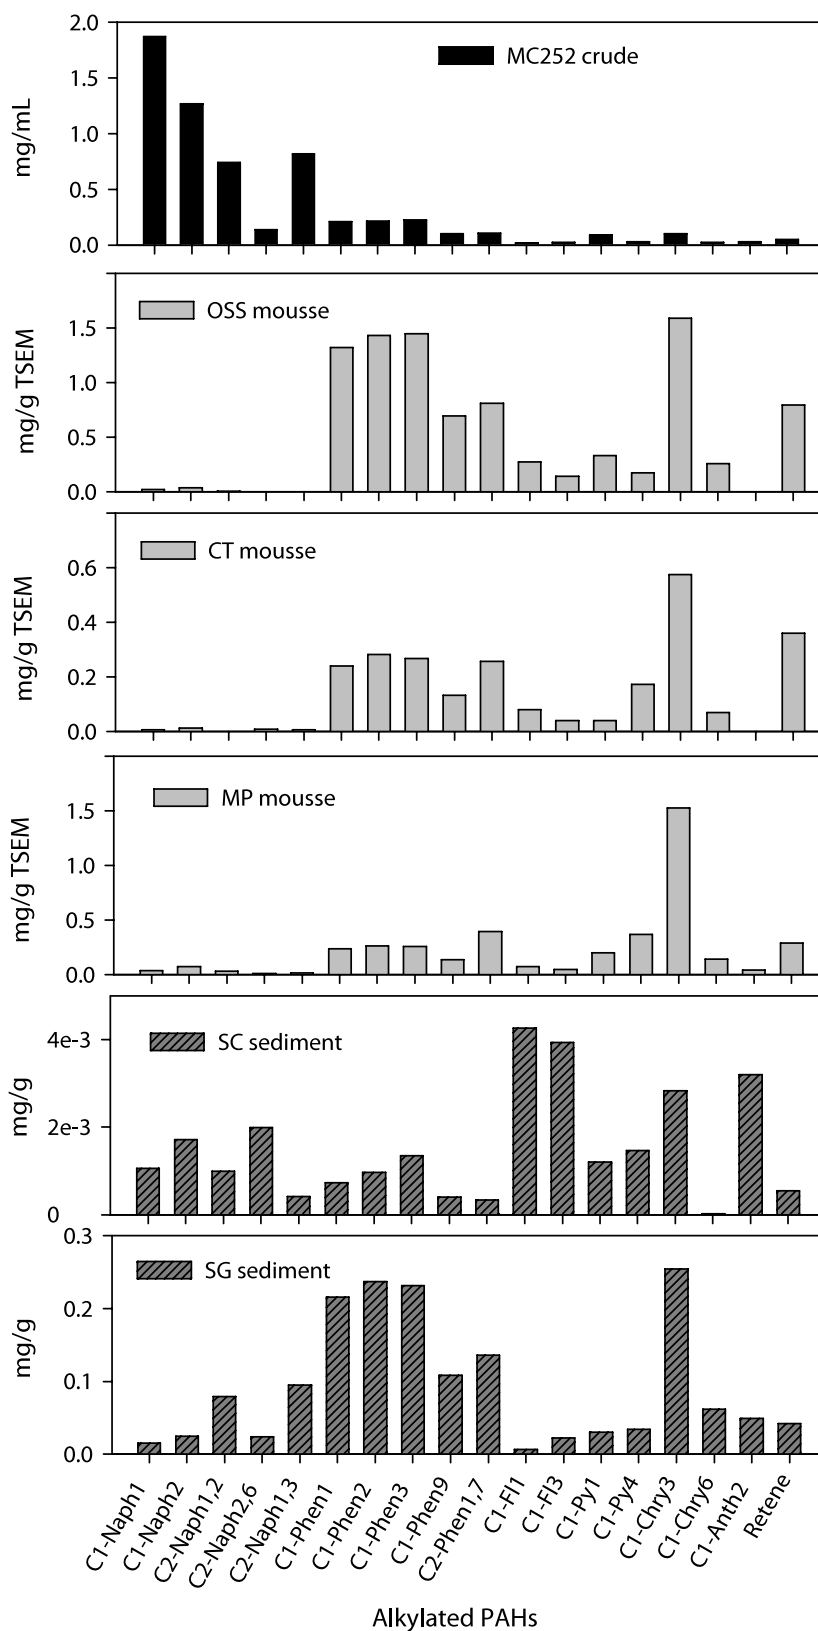 2.0
MC252 crude
1.5
mg/mL
1.0
0.5
0.0
OSS mousse
1.5
mg/g TSEM
1.0
0.5
0.0
CT mousse
0.6
mg/g TSEM
0.4
0.2
0.0
MP mousse
1.5
mg/g TSEM
1.0
0.5
0.0
SC sediment
4e-3
mg/g
2e-3
0
0.3
SG sediment
0.2
mg/g
0.1
0.0
C1-Naph1
C1-Naph2
C2-Naph1,2
C2-Naph2,6
C2-Naph1,3
C1-Phen1
C1-Phen2
C1-Phen3
C1-Phen9
C2-Phen1,7
C1-Fl1
C1-Fl3
C1-Py1
C1-Py4
C1-Chry3
C1-Chry6
C1-Anth2
Retene
Alkylated PAHs